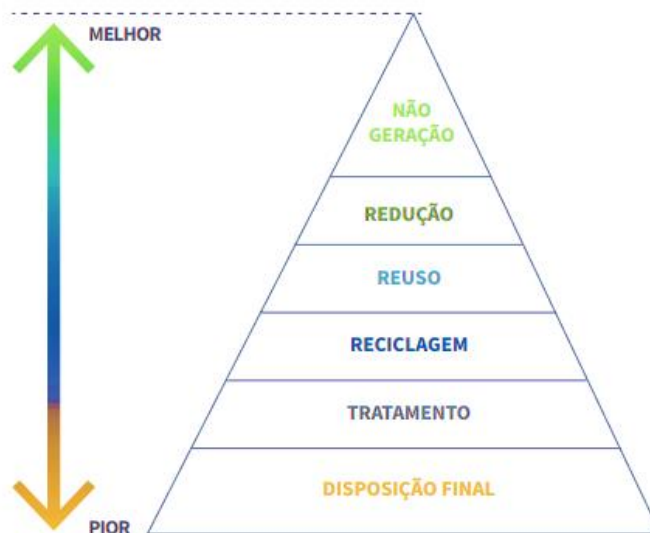 MELHOR
NÃO
GERAÇÃO
REDUÇÃO
REUSO
RECICLAGEM
TRATAMENTO
DISPOSIÇÃO FINAL
PIOR